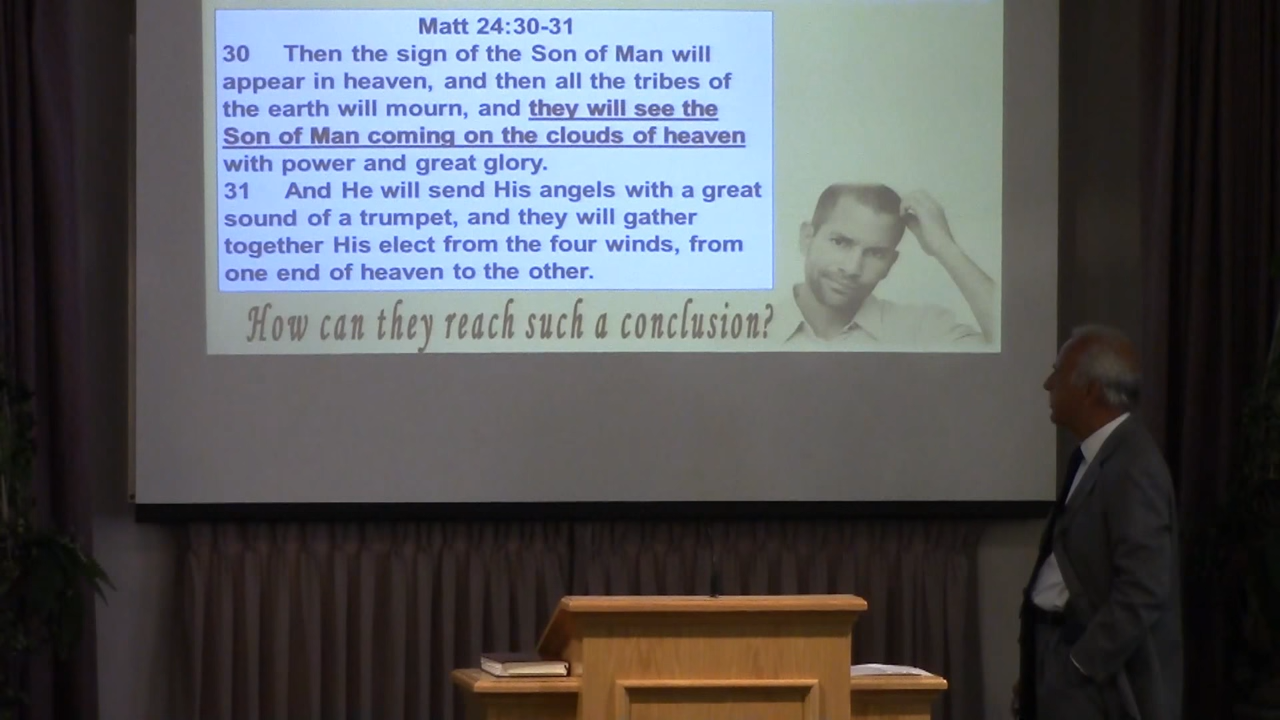 Matt 24:30-31
30 Then the sign of the Son of Man will
appear in heaven, and then all the tribes of
the earth will mourn, and they will see the
Son of Man coming on the clouds of heaven
with power and great glory.
31 And He will send His angels with a great
sound of a trumpet, and they will gather
together His elect from the four winds, from
one end of heaven to the other.
How can they reach such a conclusion?